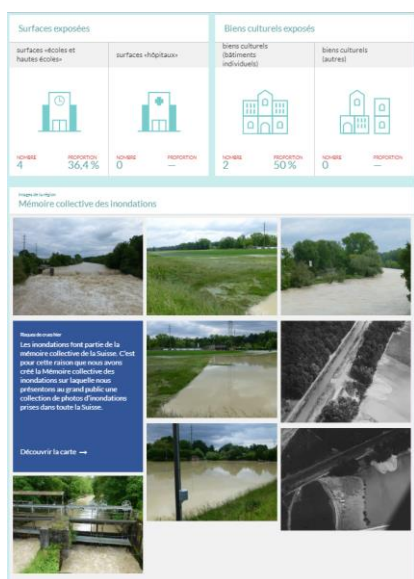 Surfaces exposées
Biens culturels exposés
surfaces «écoles et
hautes écoles»
surfaces «hôpitaux»
biens culturels
(bâtiments
individuels)
biens culturels
(autres)
NOMBRE
4
PROPORTION
36,4 %
NOMBRE
0
PROPORTION
—
NOMBRE
2
PROPORTION
50 %
NOMBRE
0
PROPORTION
—
Images de la région
Mémoire collective des inondations
Les inondations font partie de la
mémoire collective de la Suisse. C'est
pour cette raison que nous avons
créé la Mémoire collective des
inondations sur laquelle nous
présentons au grand public une
collection de photos d'inondations
prises dans toute la Suisse.
Découvrir la carte →